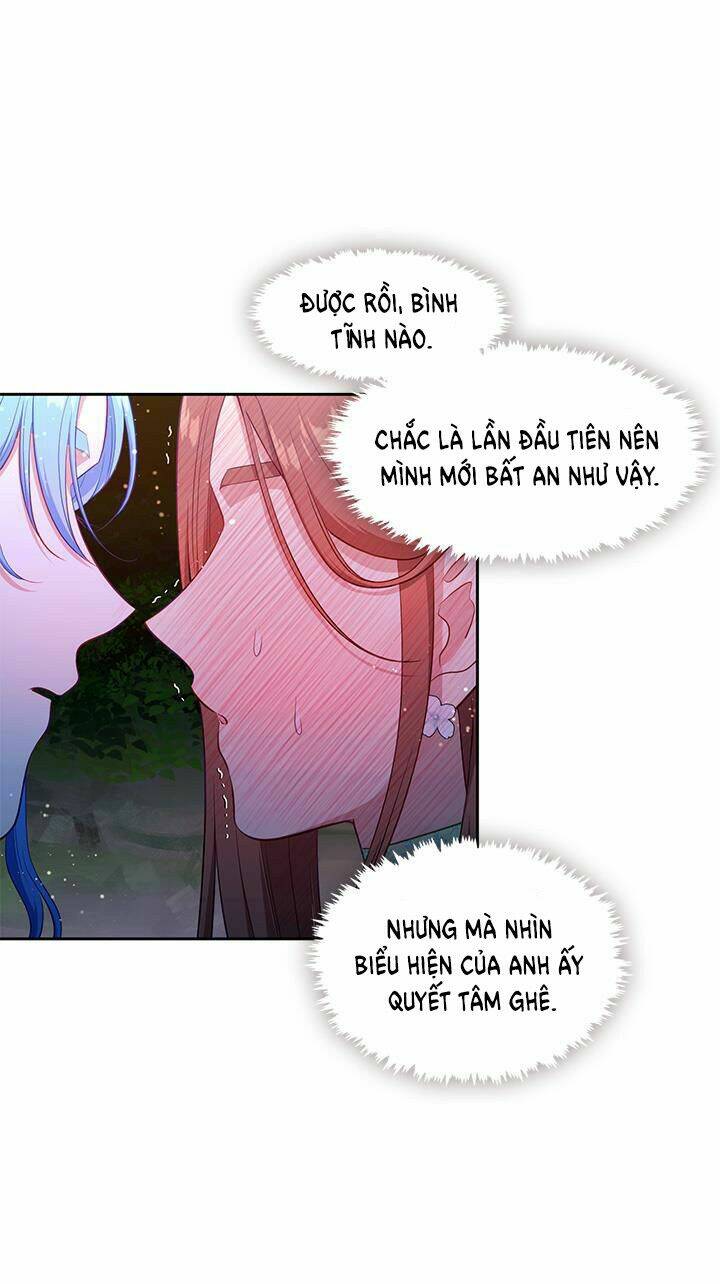 ĐƯỢC RỒI, BÌNH
TĨNH NÀO.
CHẮC LÀ LẦN ĐẦU TIÊN NÊN
MÌNH MỚI BẤT AN NHƯ VẬY.
NHƯNG MÀ NHÌN
BIỂU HIỆN CỦA ANH ẤY
QUYẾT TÂM GHÊ.